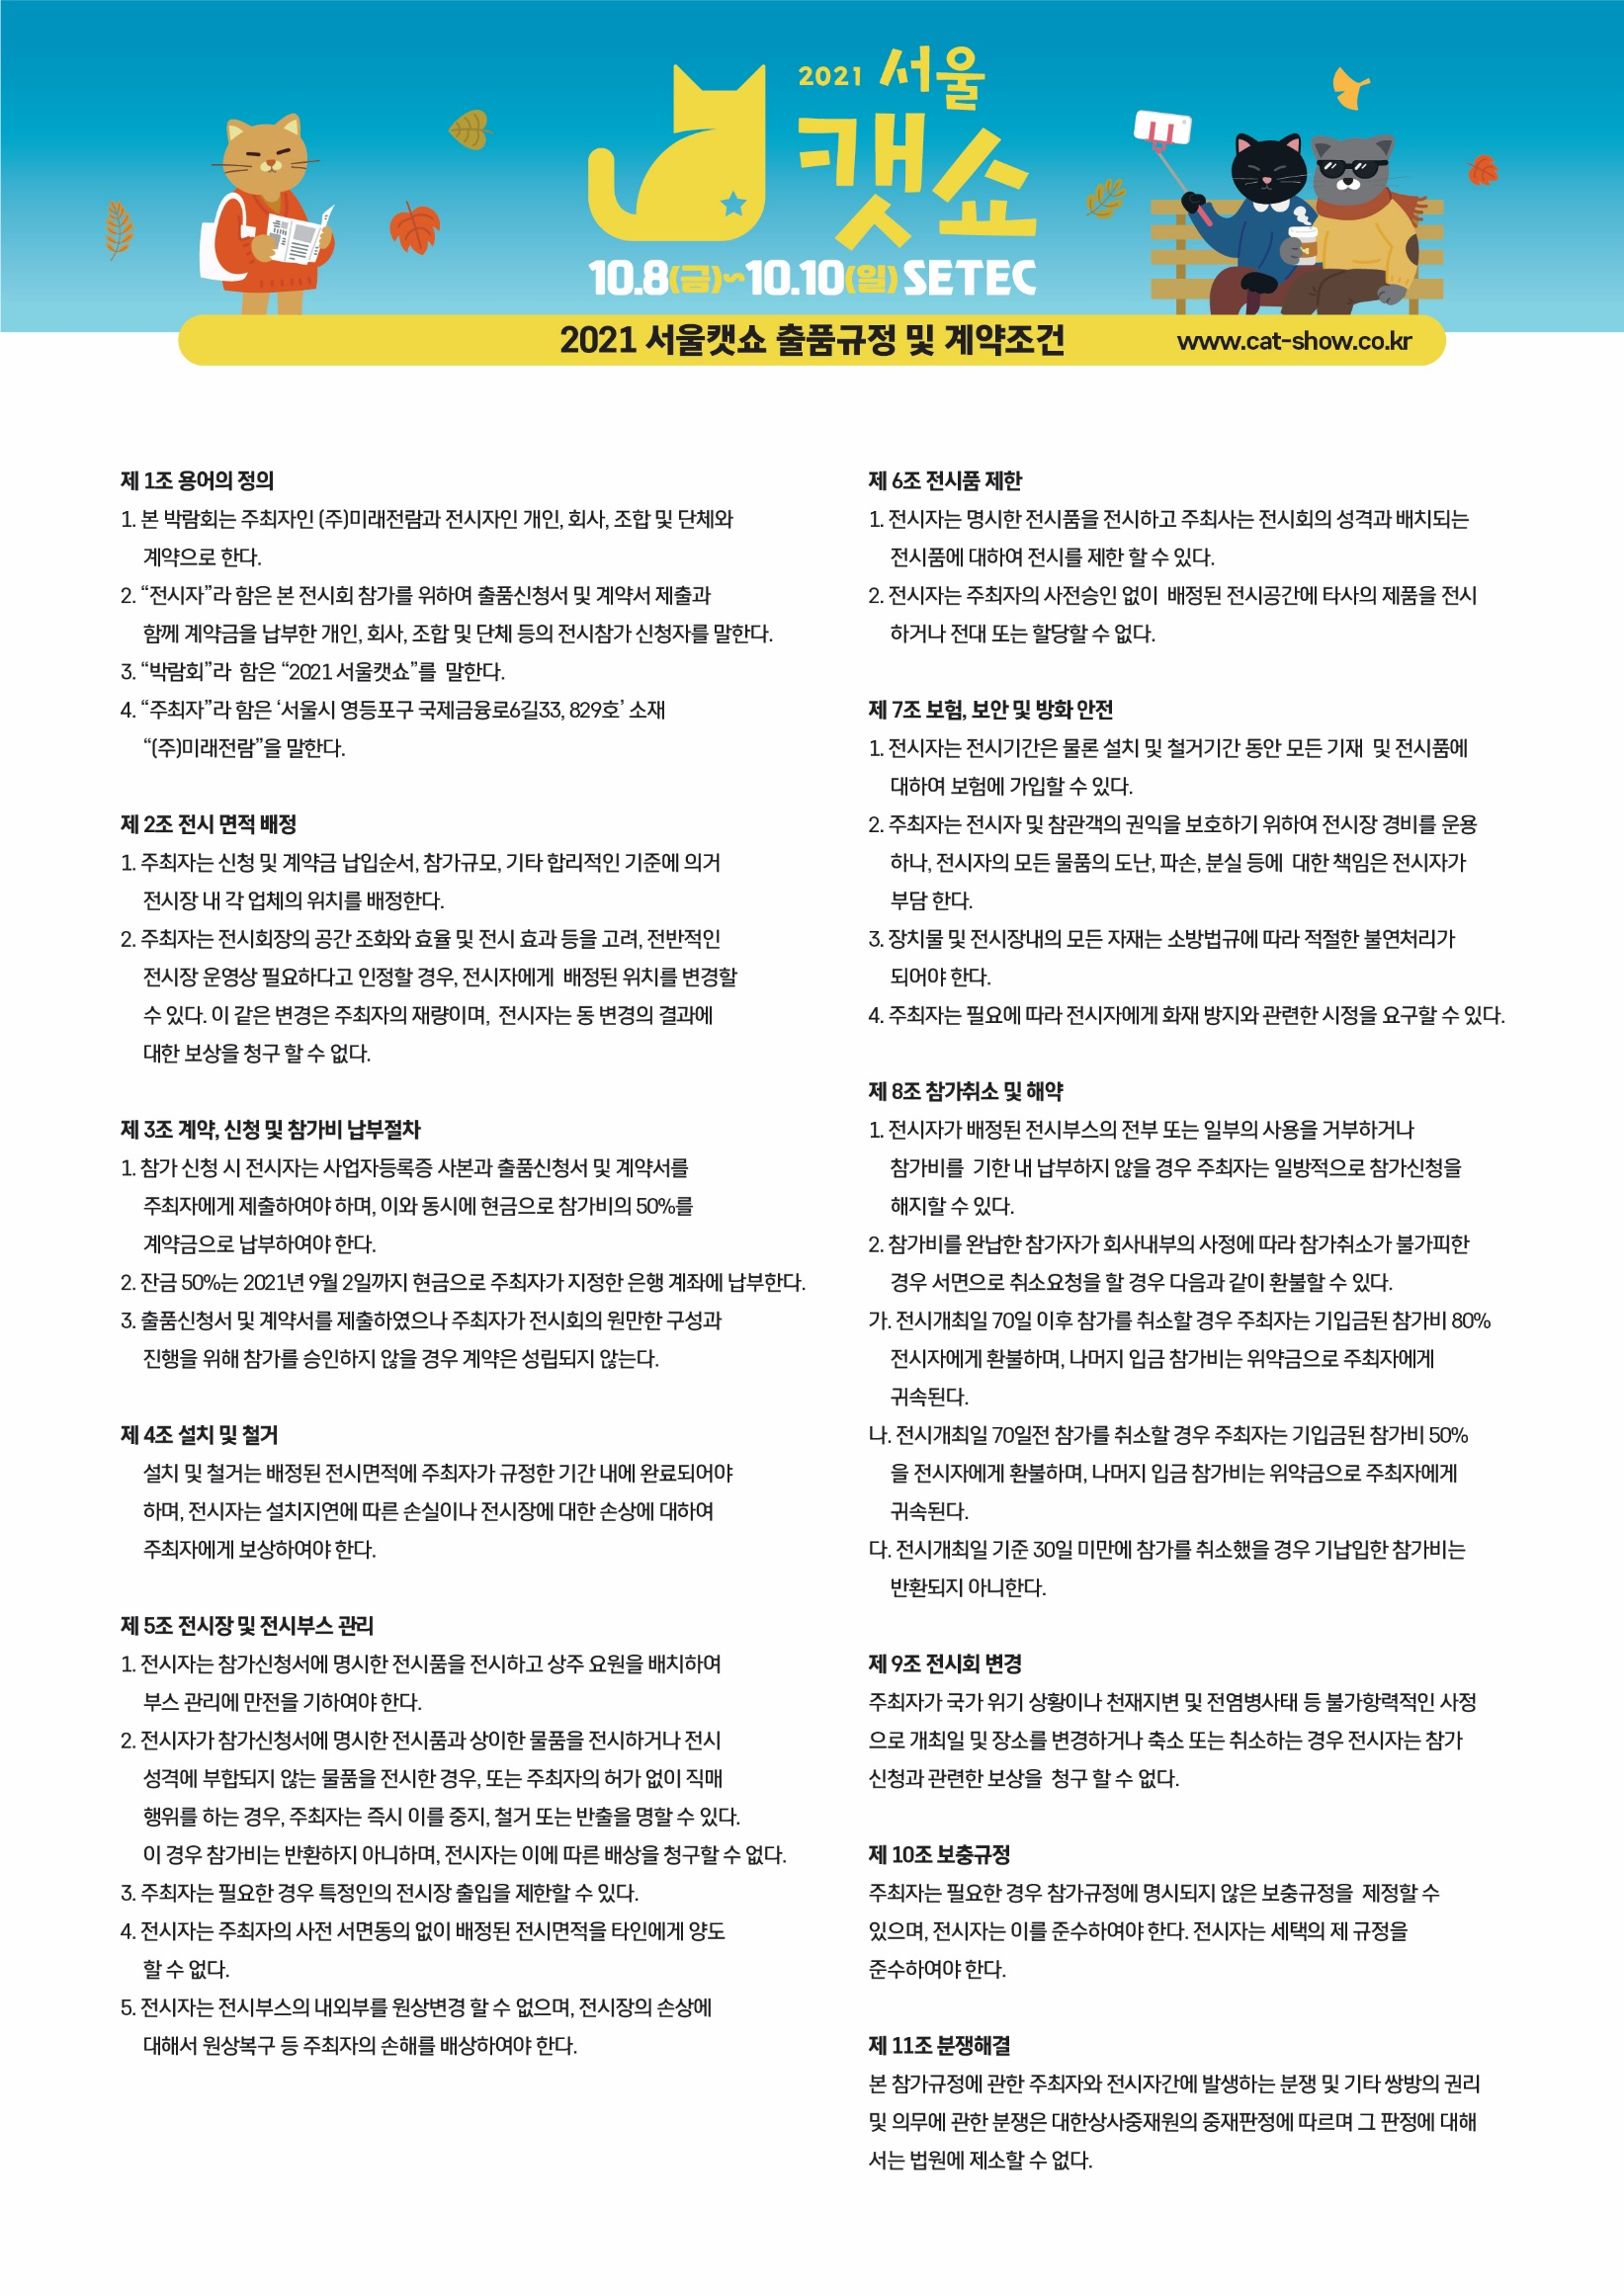 2021 서울
캣쇼
10.8(금)~10.10(일) SETEC
2021 서울캣쇼 출품규정 및 계약조건
www.cat-show.co.kr
제 1조 용어의 정의
1. 본 박람회는 주최자인 (주)미래전람과 전시자인 개인, 회사, 조합 및 단체와
계약으로 한다.
2. “전시자”라 함은 본 전시회 참가를 위하여 출품신청서 및 계약서 제출과
함께 계약금을 납부한 개인, 회사, 조합 및 단체 등의 전시참가 신청자를 말한다.
3. “박람회”라 함은 “2021 서울캣쇼”를 말한다.
4. “주최자”라 함은 ‘서울시 영등포구 국제금융로6길33, 829호’ 소재
“(주)미래전람”을 말한다.
제 2조 전시 면적 배정
1. 주최자는 신청 및 계약금 납입순서, 참가규모, 기타 합리적인 기준에 의거
전시장 내 각 업체의 위치를 배정한다.
2. 주최자는 전시회장의 공간 조화와 효율 및 전시 효과 등을 고려, 전반적인
전시장 운영상 필요하다고 인정할 경우, 전시자에게 배정된 위치를 변경할
수 있다. 이 같은 변경은 주최자의 재량이며, 전시자는 동 변경의 결과에
대한 보상을 청구 할 수 없다.
제 3조 계약, 신청 및 참가비 납부절차
1. 참가 신청 시 전시자는 사업자등록증 사본과 출품신청서 및 계약서를
주최자에게 제출하여야 하며, 이와 동시에 현금으로 참가비의 50%를
계약금으로 납부하여야 한다.
2. 잔금 50%는 2021년 9월 2일까지 현금으로 주최자가 지정한 은행 계좌에 납부한다.
3. 출품신청서 및 계약서를 제출하였으나 주최자가 전시회의 원만한 구성과
진행을 위해 참가를 승인하지 않을 경우 계약은 성립되지 않는다.
제 4조 설치 및 철거
설치 및 철거는 배정된 전시면적에 주최자가 규정한 기간 내에 완료되어야
하며, 전시자는 설치지연에 따른 손실이나 전시장에 대한 손상에 대하여
주최자에게 보상하여야 한다.
제 5조 전시장 및 전시부스 관리
1. 전시자는 참가신청서에 명시한 전시품을 전시하고 상주 요원을 배치하여
부스 관리에 만전을 기하여야 한다.
2. 전시자가 참가신청서에 명시한 전시품과 상이한 물품을 전시하거나 전시
성격에 부합되지 않는 물품을 전시한 경우, 또는 주최자의 허가 없이 직매
행위를 하는 경우, 주최자는 즉시 이를 중지, 철거 또는 반출을 명할 수 있다.
이 경우 참가비는 반환하지 아니하며, 전시자는 이에 따른 배상을 청구할 수 없다.
3. 주최자는 필요한 경우 특정인의 전시장 출입을 제한할 수 있다.
4. 전시자는 주최자의 사전 서면동의 없이 배정된 전시면적을 타인에게 양도
할 수 없다.
5. 전시자는 전시부스의 내외부를 원상변경 할 수 없으며, 전시장의 손상에
대해서 원상복구 등 주최자의 손해를 배상하여야 한다.
제 6조 전시품 제한
1. 전시자는 명시한 전시품을 전시하고 주최사는 전시회의 성격과 배치되는
전시품에 대하여 전시를 제한 할 수 있다.
2. 전시자는 주최자의 사전승인 없이 배정된 전시공간에 타사의 제품을 전시
하거나 전대 또는 할당할 수 없다.
제 7조 보험, 보안 및 방화 안전
1. 전시자는 전시기간은 물론 설치 및 철거기간 동안 모든 기재 및 전시품에
대하여 보험에 가입할 수 있다.
2. 주최자는 전시자 및 참관객의 권익을 보호하기 위하여 전시장 경비를 운용
하나, 전시자의 모든 물품의 도난, 파손, 분실 등에 대한 책임은 전시자가
부담 한다.
3. 장치물 및 전시장내의 모든 자재는 소방법규에 따라 적절한 불연처리가
되어야 한다.
4. 주최자는 필요에 따라 전시자에게 화재 방지와 관련한 시정을 요구할 수 있다.
제 8조 참가취소 및 해약
1. 전시자가 배정된 전시부스의 전부 또는 일부의 사용을 거부하거나
참가비를 기한 내 납부하지 않을 경우 주최자는 일방적으로 참가신청을
해지할 수 있다.
2. 참가비를 완납한 참가자가 회사내부의 사정에 따라 참가취소가 불가피한
경우 서면으로 취소요청을 할 경우 다음과 같이 환불할 수 있다.
가. 전시개최일 70일 이후 참가를 취소할 경우 주최자는 기입금된 참가비 80%
전시자에게 환불하며, 나머지 입금 참가비는 위약금으로 주최자에게
귀속된다.
나. 전시개최일 70일전 참가를 취소할 경우 주최자는 기입금된 참가비 50%
을 전시자에게 환불하며, 나머지 입금 참가비는 위약금으로 주최자에게
귀속된다.
다. 전시개최일 기준 30일 미만에 참가를 취소했을 경우 기납입한 참가비는
반환되지 아니한다.
제 9조 전시회 변경
주최자가 국가 위기 상황이나 천재지변 및 전염병사태 등 불가항력적인 사정
으로 개최일 및 장소를 변경하거나 축소 또는 취소하는 경우 전시자는 참가
신청과 관련한 보상을 청구 할 수 없다.
제 10조 보충규정
주최자는 필요한 경우 참가규정에 명시되지 않은 보충규정을 제정할 수
있으며, 전시자는 이를 준수하여야 한다. 전시자는 세택의 제 규정을
준수하여야 한다.
제 11조 분쟁해결
본 참가규정에 관한 주최자와 전시자간에 발생하는 분쟁 및 기타 쌍방의 권리
및 의무에 관한 분쟁은 대한상사중재원의 중재판정에 따르며 그 판정에 대해
서는 법원에 제소할 수 없다.